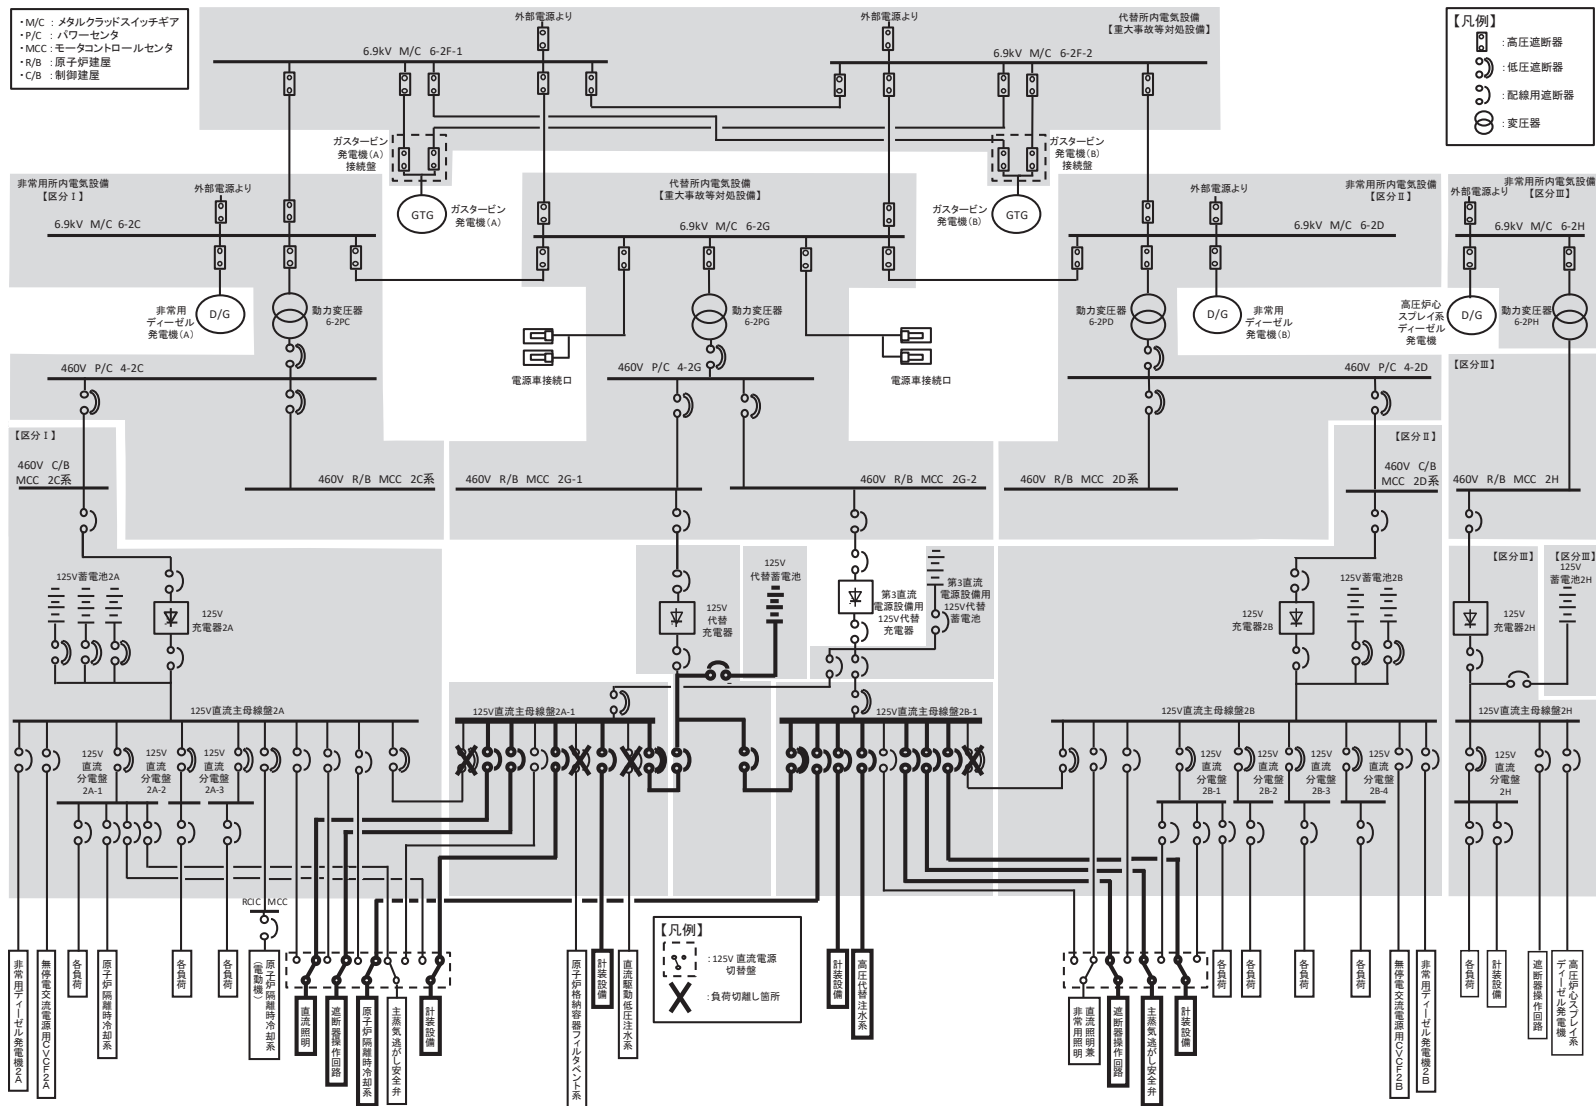 ・M/C ：メタルクラッドスイッチギア
・P/C ：パワーセンタ
・MCC：モータコントロールセンタ
・R/B ：原子炉建屋
・C/B ：制御建屋
外部電源より
外部電源より
代替所内電気設備
【重大事故等対処設備】
【凡例】
：高圧遮断器
：低圧遮断器
：配線用遮断器
：変圧器
6.9kV M/C 6-2F-1
6.9kV M/C 6-2F-2
ガスタービン
発電機(A)
接続盤
ガスタービン
発電機(B)
接続盤
非常用所内電気設備
【区分Ⅰ】
外部電源より
GTG
ガスタービン
発電機(A)
代替所内電気設備
【重大事故等対処設備】
ガスタービン
発電機(B)
GTG
外部電源より
非常用所内電気設備
【区分Ⅱ】
非常用所内電気設備
【区分Ⅲ】
外部電源より
6.9kV M/C 6-2C
6.9kV M/C 6-2G
6.9kV M/C 6-2D
6.9kV M/C 6-2H
非常用
ディーゼル
発電機(A)
D/G
動力変圧器
6-2PC
動力変圧器
6-2PG
動力変圧器
6-2PD
D/G
非常用
ディーゼル
発電機(B)
高圧炉心
スプレイ系
ディーゼル
発電機
D/G
動力変圧器
6-2PH
460V P/C 4-2C
電源車接続口
460V P/C 4-2G
電源車接続口
460V P/C 4-2D
【区分Ⅲ】
【区分Ⅰ】
【区分Ⅱ】
460V C/B
MCC 2C系
460V R/B MCC 2C系
460V R/B MCC 2G-1
460V R/B MCC 2G-2
460V R/B MCC 2D系
460V C/B
MCC 2D系
460V R/B MCC 2H
125V蓄電池2A
125V
充電器2A
125V
代替
充電器
125V
代替蓄電池
第3直流
電源設備用
125V代替
充電器
第3直流
電源設備用
125V代替
蓄電池
125V
充電器2B
125V蓄電池2B
【区分Ⅲ】
125V
充電器2H
【区分Ⅲ】
125V
蓄電池2H
125V直流主母線盤2A
125V直流主母線盤2A-1
125V直流主母線盤2B-1
125V直流主母線盤2B
125V直流主母線盤2H
125V
直流
分電盤
2A-1
125V
直流
分電盤
2A-2
125V
直流
分電盤
2A-3
125V
直流
分電盤
2B-1
125V
直流
分電盤
2B-2
125V
直流
分電盤
2B-3
125V
直流
分電盤
2B-4
125V
直流
分電盤
2H
RCIC MCC
【凡例】
：125V 直流電源
切替盤
：負荷切離し箇所
非常用ディーゼル発電機2A
無停電交流電源用CVCF2A
各負荷
原子炉隔離時冷却系
各負荷
各負荷
原子炉隔離時冷却系
(電動機)
直流照明
遮断器操作回路
原子炉隔離時冷却系
主蒸気逃がし安全弁
計装設備
原子炉格納容器フィルタベント系
計装設備
直流駆動低圧注水系
計装設備
高圧代替注水系
直流照明兼
非常用照明
遮断器操作回路
主蒸気逃がし安全弁
計装設備
各負荷
各負荷
各負荷
各負荷
無停電交流電源用CVCF2B
非常用ディーゼル発電機2B
各負荷
計装設備
遮断器操作回路
高圧炉心スプレイ系
ディーゼル発電機